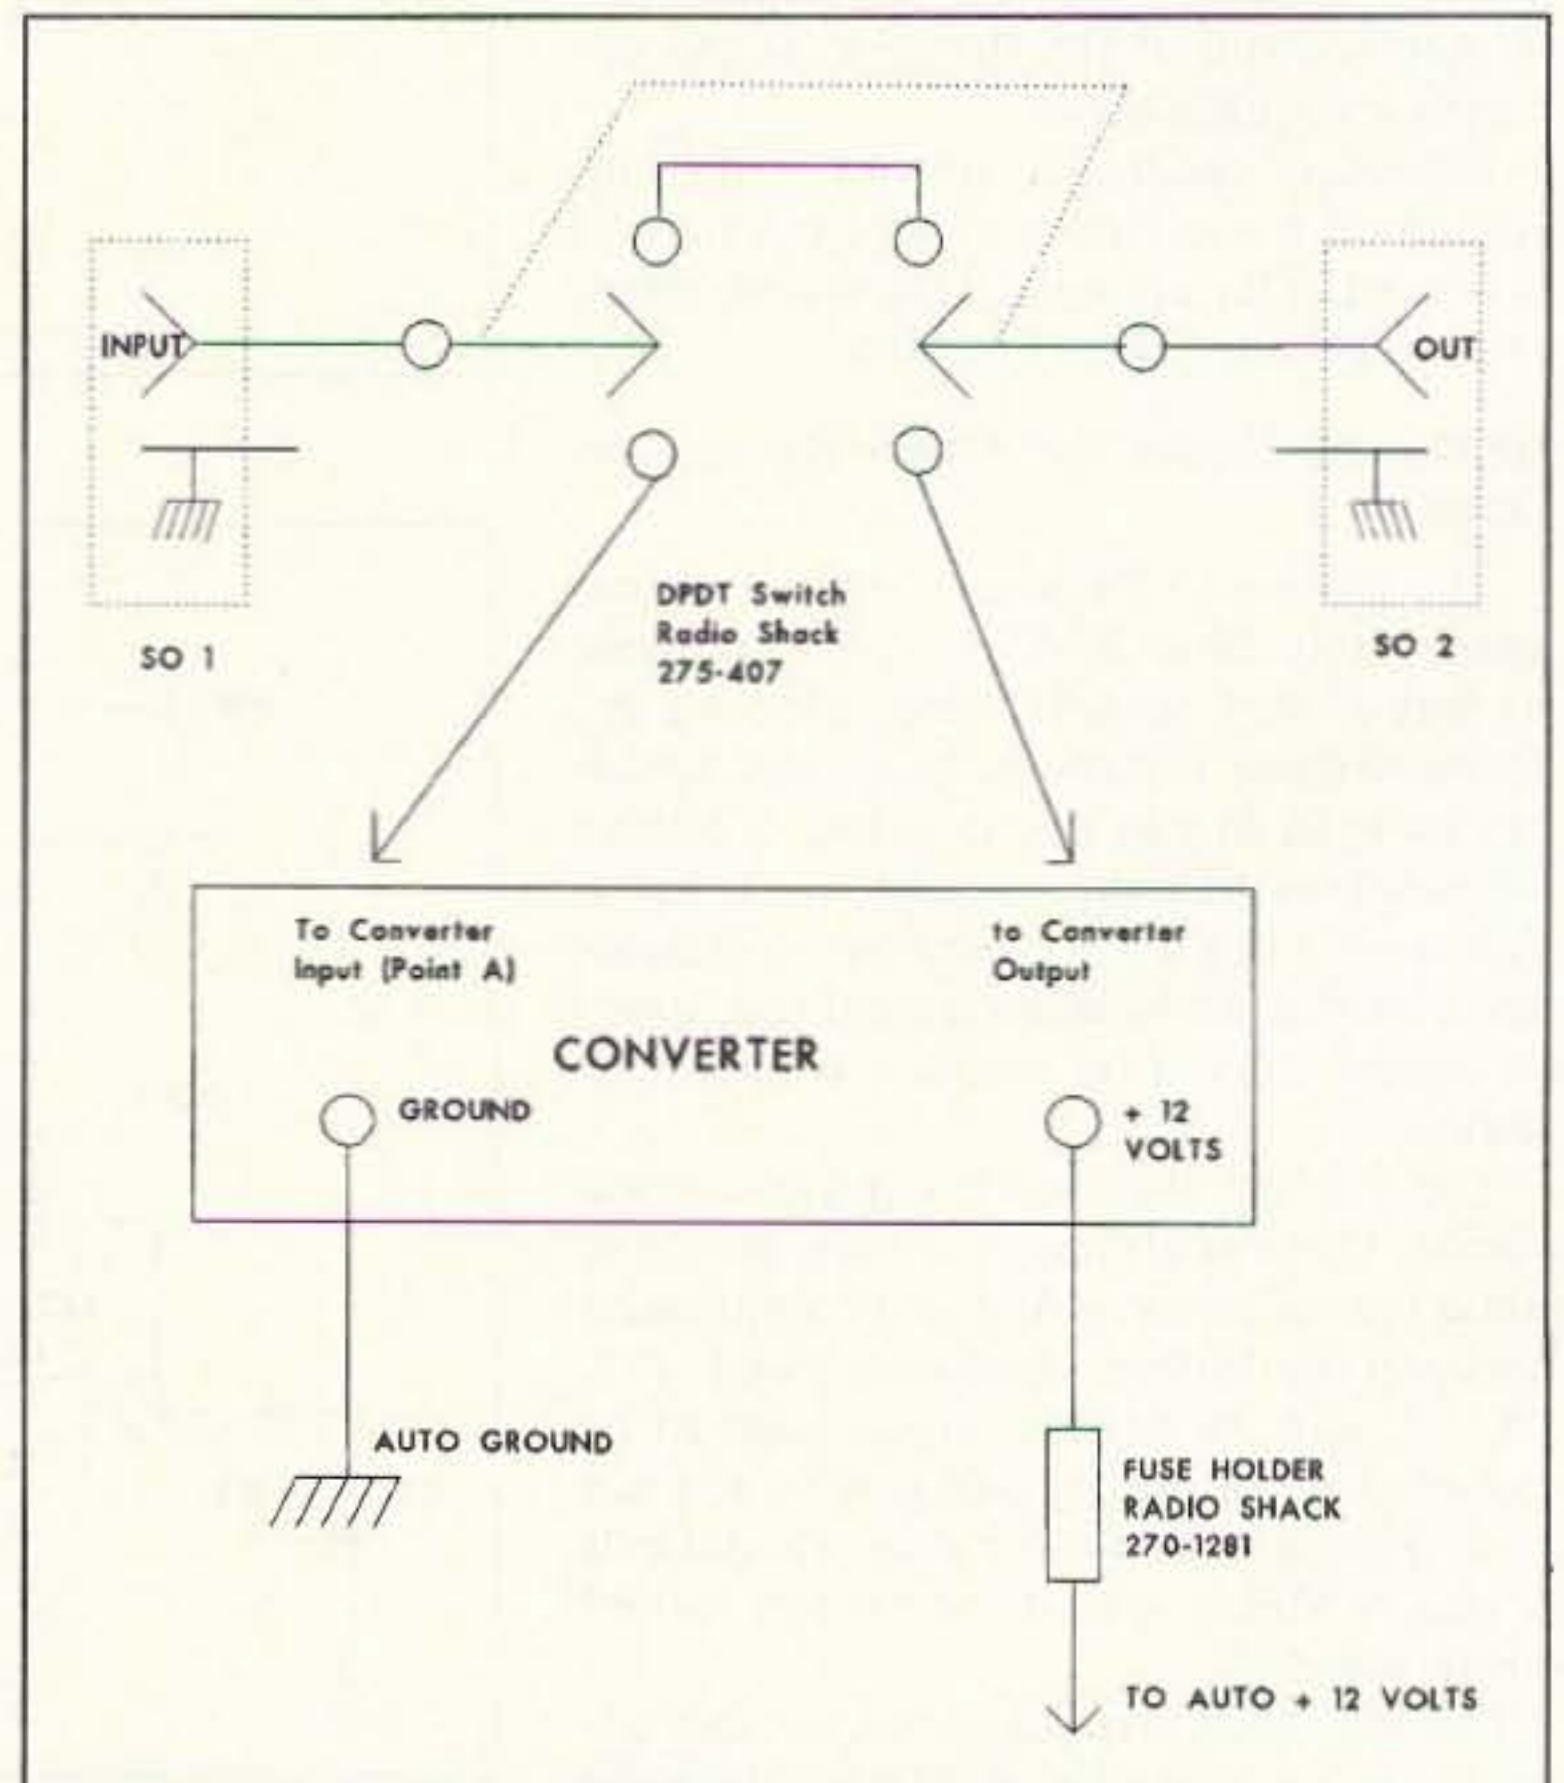 INPUT
OUT
DPDT Switch
Radio Shack
275-407
SO 1
SO 2
To Converter
Input (Point A)
to Converter
Output
CONVERTER
GROUND
+ 12
VOLTS
AUTO GROUND
FUSE HOLDER
RADIO SHACK
270-1281
TO AUTO + 12 VOLTS